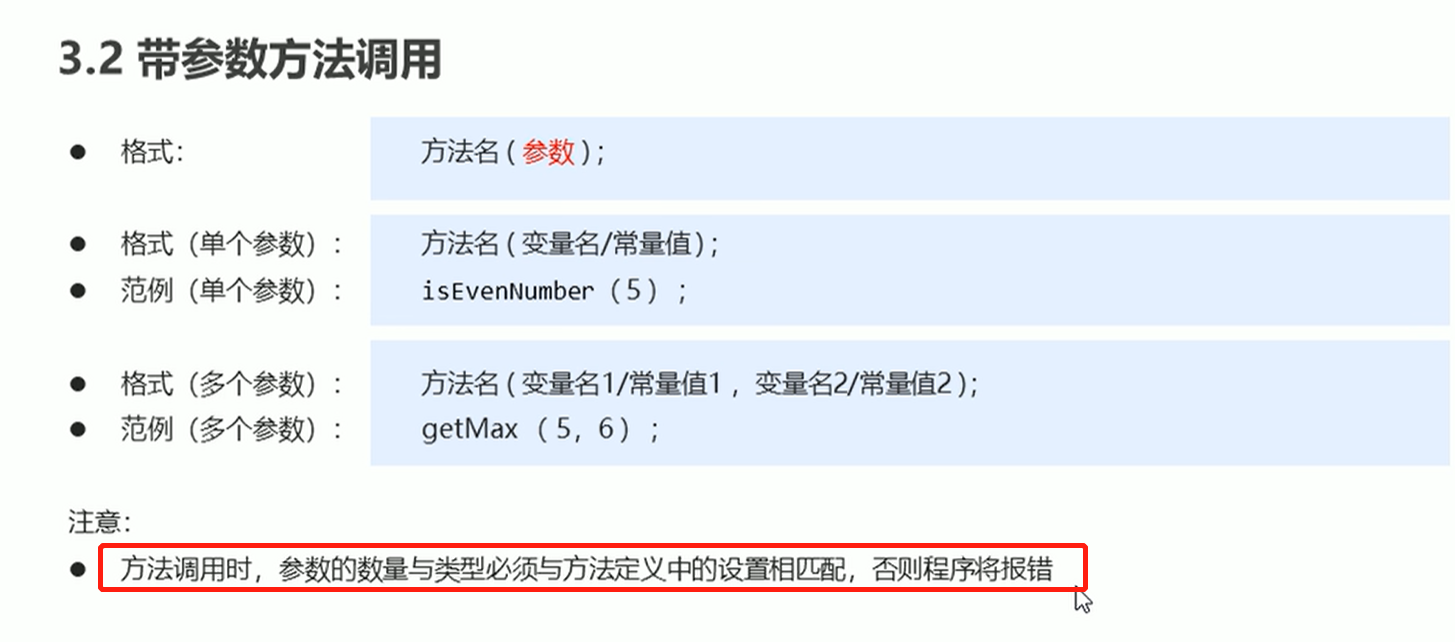 3.2 带参数方法调用
● 格式： 方法名 ( 参数 ) ;
● 格式（单个参数）： 方法名 ( 变量名/常量值 ) ;
● 范例（单个参数）： isEvenNumber（5）;
● 格式（多个参数）： 方法名 ( 变量名1/常量值1 , 变量名2/常量值2 );
● 范例（多个参数）： getMax（5，6）;
注意：
● 方法调用时，参数的数量与类型必须与方法定义中的设置相匹配，否则程序将报错